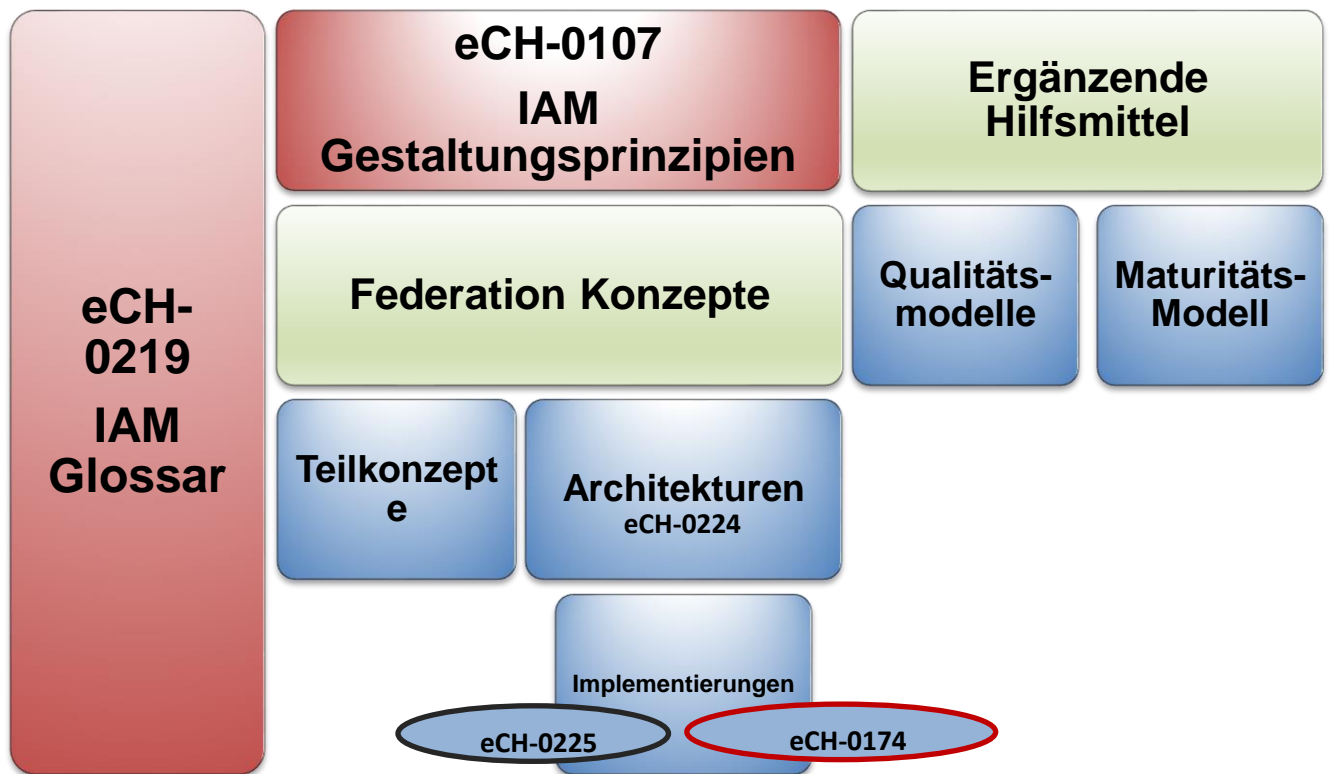 eCH-
0219
IAM
Glossar
eCH-0107
IAM
Gestaltungsprinzipien
Ergänzende
Hilfsmittel
Federation Konzepte
Qualitäts-
modelle
Maturitäts-
Modell
Teilkonzept
e
Architekturen
eCH-0224
Implementierungen
eCH-0225
eCH-0174